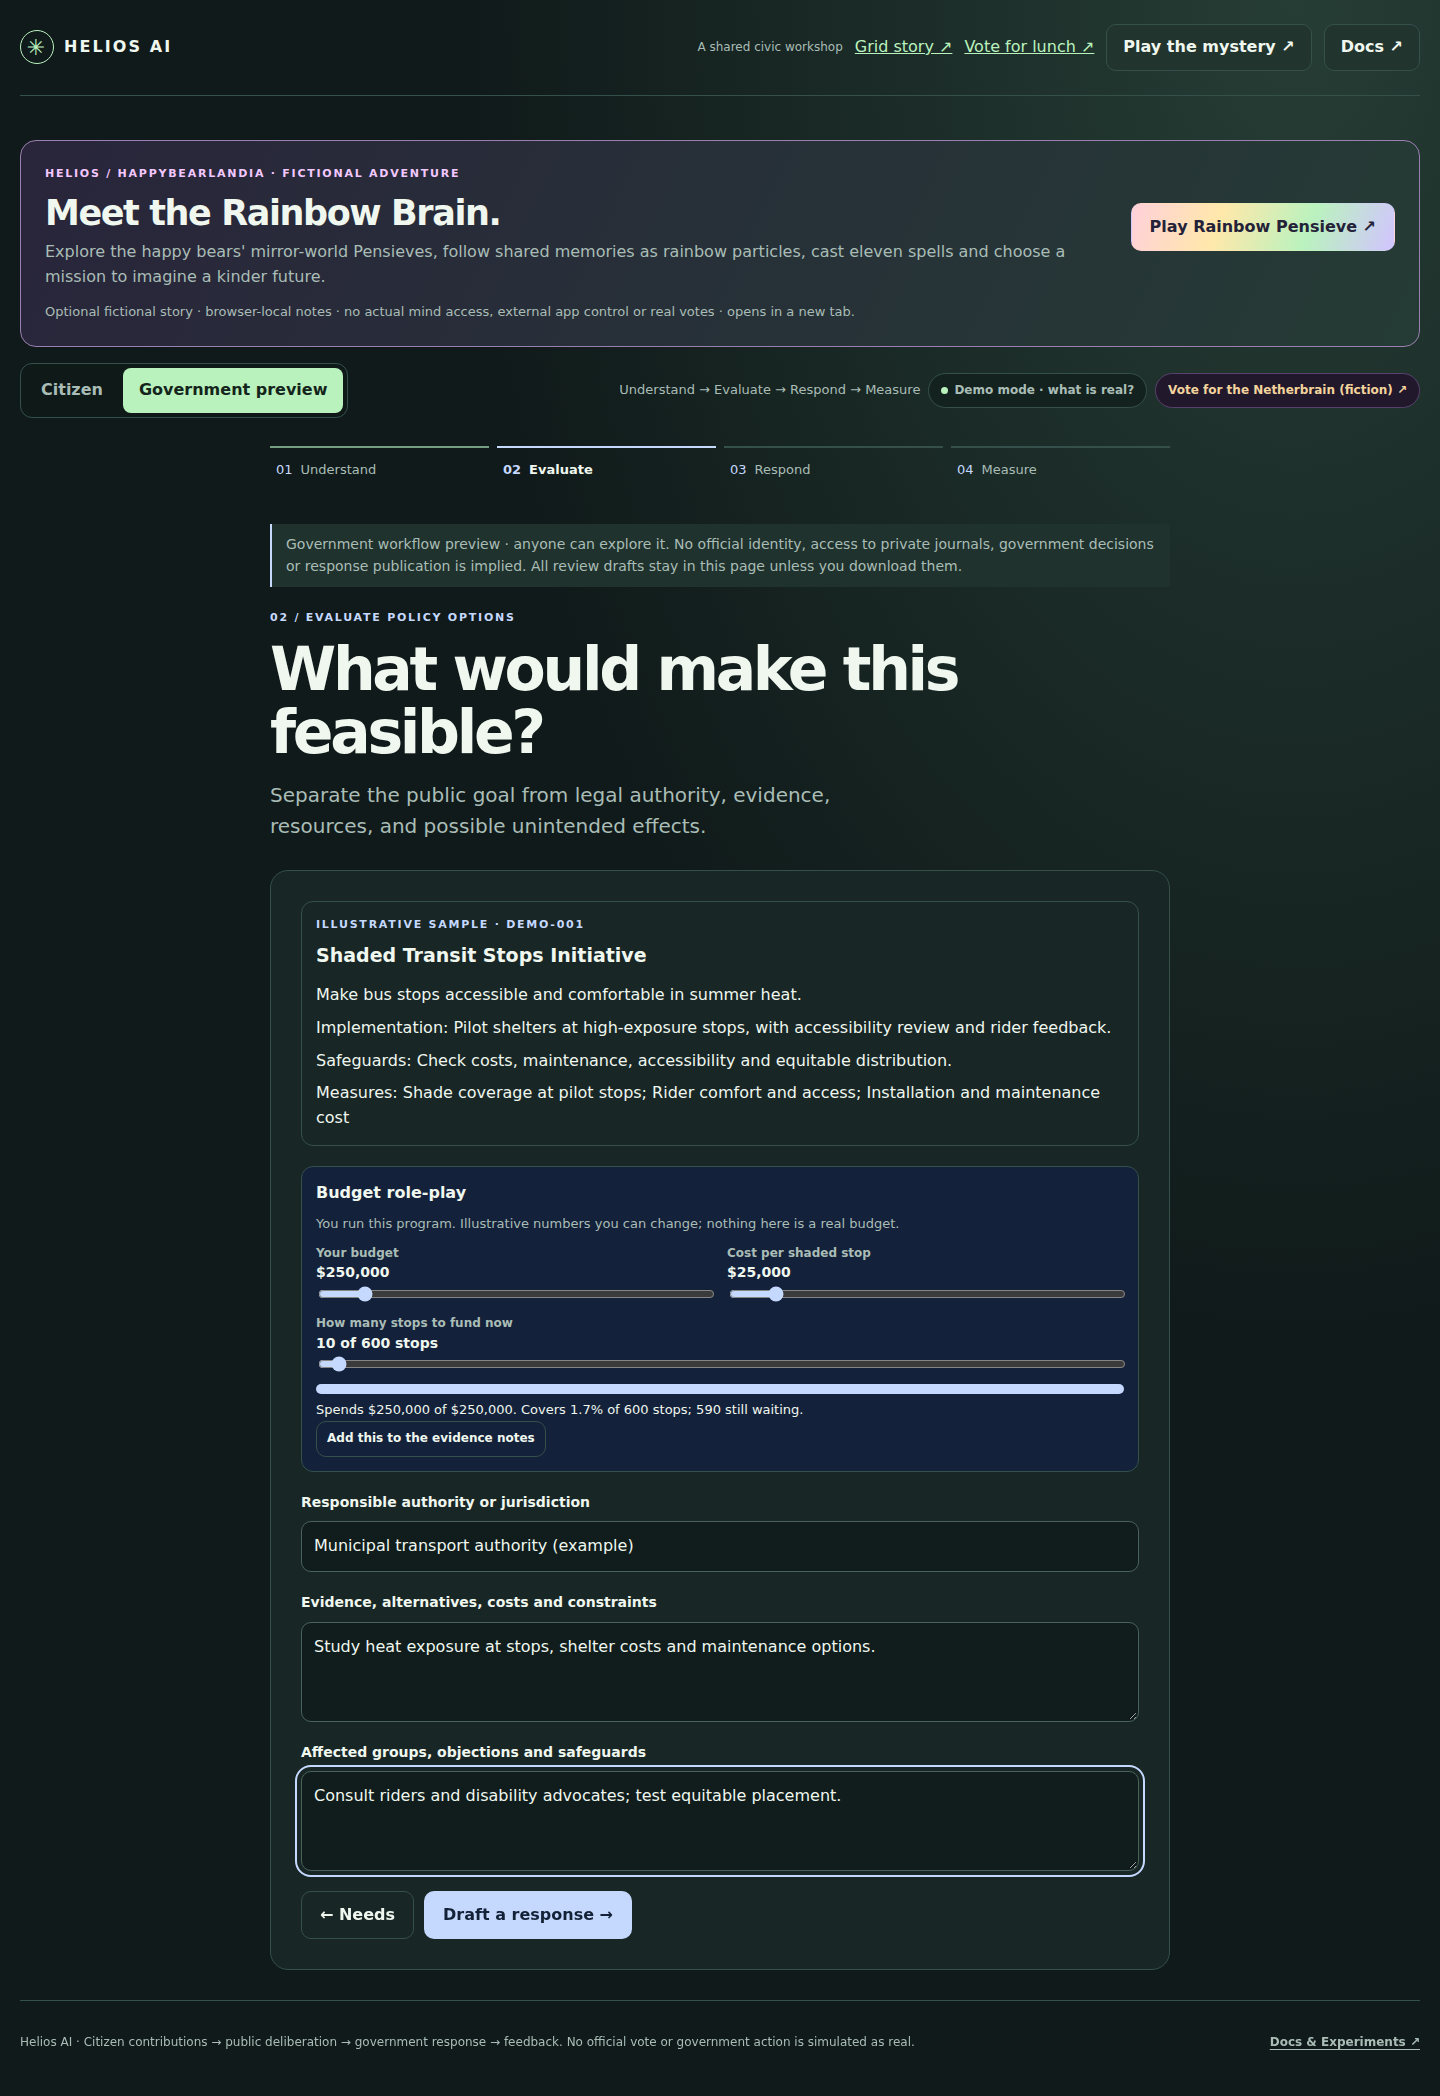 HELIOS AI
A shared civic workshop Grid story ↗ Vote for lunch ↗ Play the mystery ↗ Docs ↗
HELIOS / HAPPYBEARLANDIA · FICTIONAL ADVENTURE
Meet the Rainbow Brain.
Explore the happy bears' mirror-world Pensieves, follow shared memories as rainbow particles, cast eleven spells and choose a
mission to imagine a kinder future.
Optional fictional story · browser-local notes · no actual mind access, external app control or real votes · opens in a new tab.
Play Rainbow Pensieve ↗
Citizen Government preview
Understand → Evaluate → Respond → Measure Demo mode · what is real? Vote for the Netherbrain (fiction) ↗
01 Understand 02 Evaluate 03 Respond 04 Measure
Government workflow preview · anyone can explore it. No official identity, access to private journals, government decisions
or response publication is implied. All review drafts stay in this page unless you download them.
02 / EVALUATE POLICY OPTIONS
What would make this
feasible?
Separate the public goal from legal authority, evidence,
resources, and possible unintended effects.
ILLUSTRATIVE SAMPLE · DEMO-001
Shaded Transit Stops Initiative
Make bus stops accessible and comfortable in summer heat.
Implementation: Pilot shelters at high-exposure stops, with accessibility review and rider feedback.
Safeguards: Check costs, maintenance, accessibility and equitable distribution.
Measures: Shade coverage at pilot stops; Rider comfort and access; Installation and maintenance
cost
Budget role-play
You run this program. Illustrative numbers you can change; nothing here is a real budget.
Your budget Cost per shaded stop
$250,000 $25,000
How many stops to fund now
10 of 600 stops
Spends $250,000 of $250,000. Covers 1.7% of 600 stops; 590 still waiting.
Add this to the evidence notes
Responsible authority or jurisdiction
Municipal transport authority (example)
Evidence, alternatives, costs and constraints
Study heat exposure at stops, shelter costs and maintenance options.
Affected groups, objections and safeguards
Consult riders and disability advocates; test equitable placement.
← Needs Draft a response →
Helios AI · Citizen contributions → public deliberation → government response → feedback. No official vote or government action is simulated as real. Docs & Experiments ↗